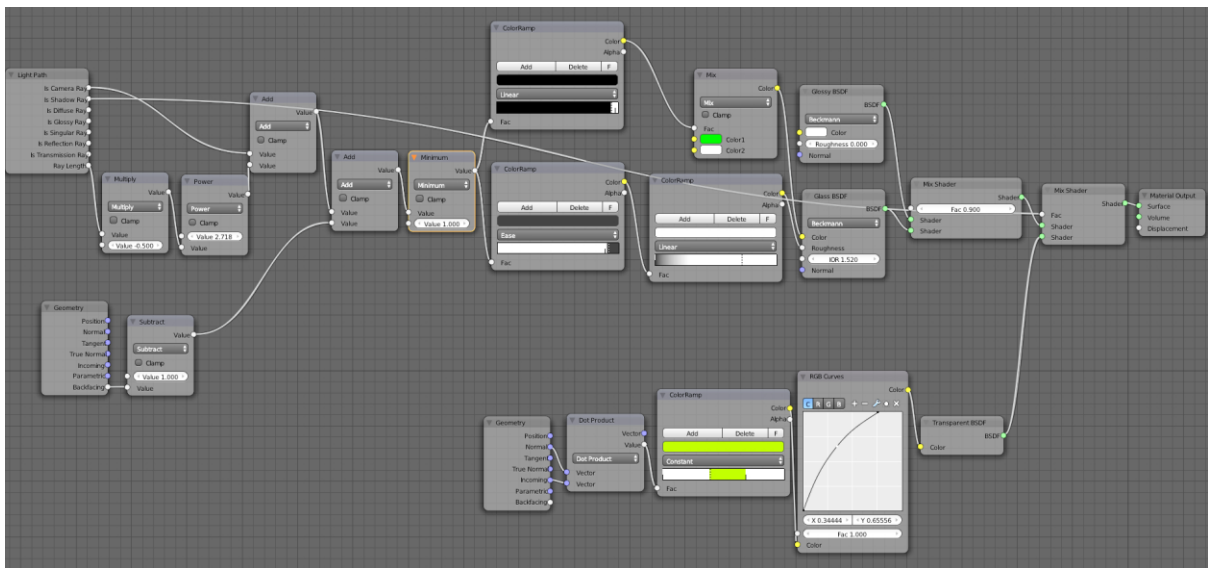 Light Path
Is Camera Ray
Is Shadow Ray
Is Diffuse Ray
Is Glossy Ray
Is Singular Ray
Is Reflection Ray
Is Transmission Ray
Ray Length
Multiply
Value
Multiply
Clamp
Value
Value -0.500
Power
Value
Power
Clamp
Value 2.718
Value
Add
Value
Add
Clamp
Value
Value
Add
Value
Add
Clamp
Value
Value
Minimum
Value
Minimum
Clamp
Value
Value 1.000
Geometry
Position
Normal
Tangent
True Normal
Incoming
Parametric
Backfacing
Subtract
Value
Subtract
Clamp
Value 1.000
Value
ColorRamp
Color
Alpha
Add Delete F
Linear
Fac
ColorRamp
Color
Alpha
Add Delete F
Ease
Fac
ColorRamp
Color
Alpha
Add Delete F
Linear
Fac
Mix
Color
Mix
Clamp
Fac
Color1
Color2
Glossy BSDF
BSDF
Beckmann
Color
Roughness 0.000
Normal
Glass BSDF
BSDF
Beckmann
Color
Roughness
IOR 1.520
Normal
Mix Shader
Shader
Fac 0.900
Shader
Shader
Mix Shader
Shader
Fac
Shader
Shader
Material Output
Surface
Volume
Displacement
Geometry
Position
Normal
Tangent
True Normal
Incoming
Parametric
Backfacing
Dot Product
Vector
Value
Dot Product
Vector
Vector
ColorRamp
Color
Alpha
Add Delete F
Constant
Fac
RGB Curves
Color
C R G B
X 0.34444 Y 0.65556
Fac 1.000
Color
Transparent BSDF
BSDF
Color